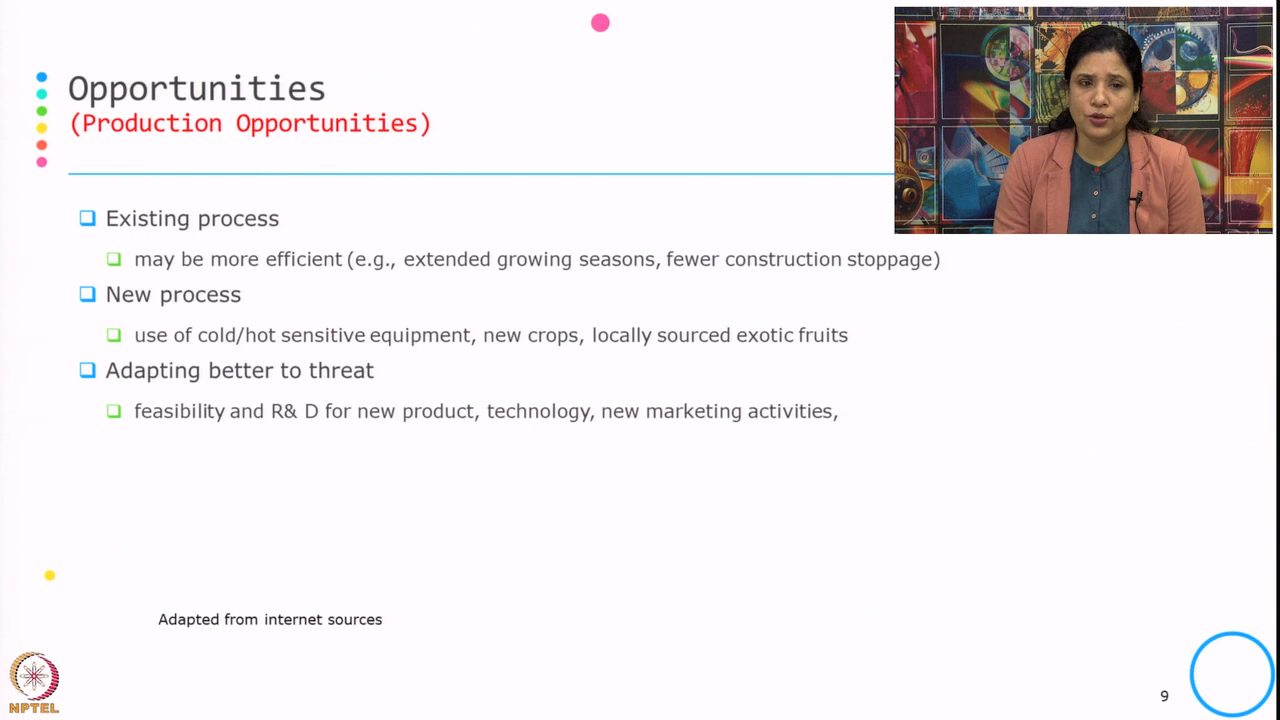 Opportunities
(Production Opportunities)
Existing process
may be more efficient (e.g., extended growing seasons, fewer construction stoppage)
New process
use of cold/hot sensitive equipment, new crops, locally sourced exotic fruits
Adapting better to threat
feasibility and R& D for new product, technology, new marketing activities,
Adapted from internet sources
NPTEL
9